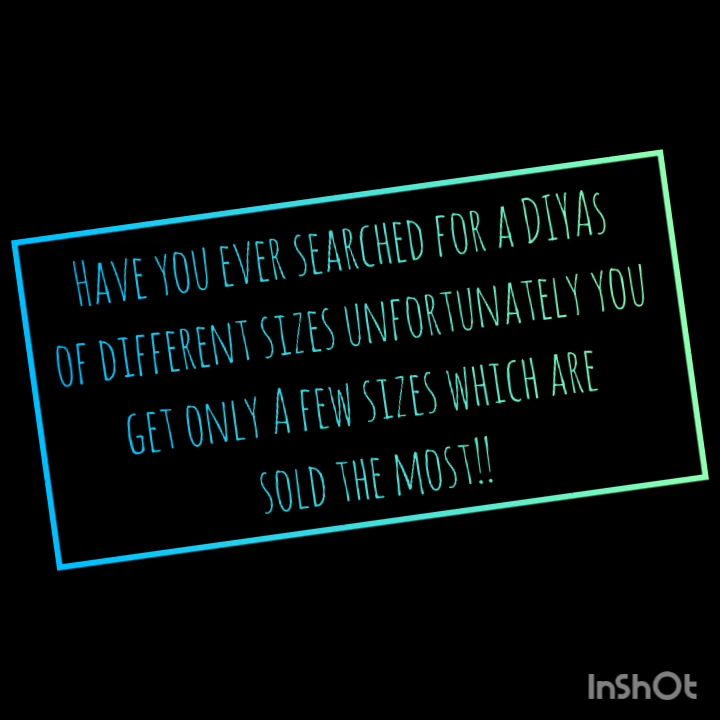 HAVE YOU EVER SEARCHED FOR A DIYAS
OF DIFFERENT SIZES UNFORTUNATELY YOU
GET ONLY A FEW SIZES WHICH ARE
SOLD THE MOST!!
InShOt